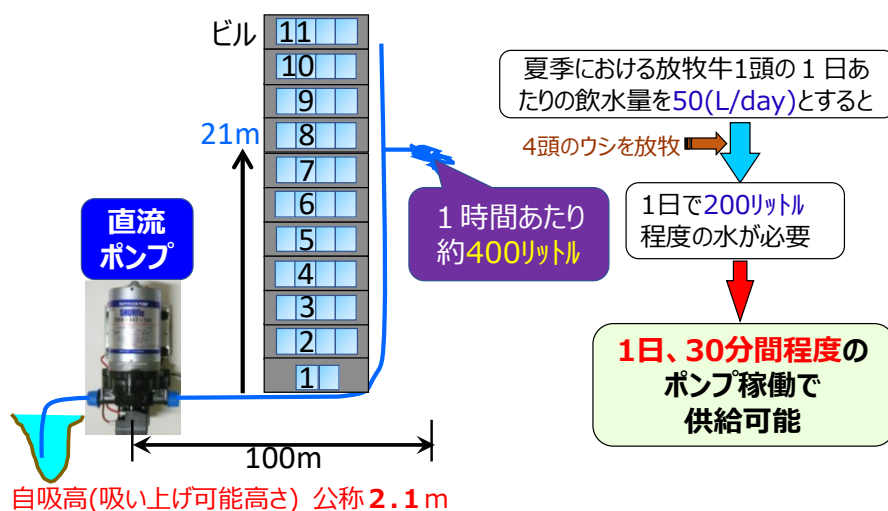 ビル
11
10
9
8
7
6
5
4
3
2
1
21m
直流
ポンプ
SHURflo
1時間あたり
約400リットル
100m
自吸高(吸い上げ可能高さ) 公称2.1m
夏季における放牧牛1頭の1日あ
たりの飲水量を50(L/day)とすると
4頭のウシを放牧
1日で200リットル
程度の水が必要
1日、30分間程度の
ポンプ稼働で
供給可能